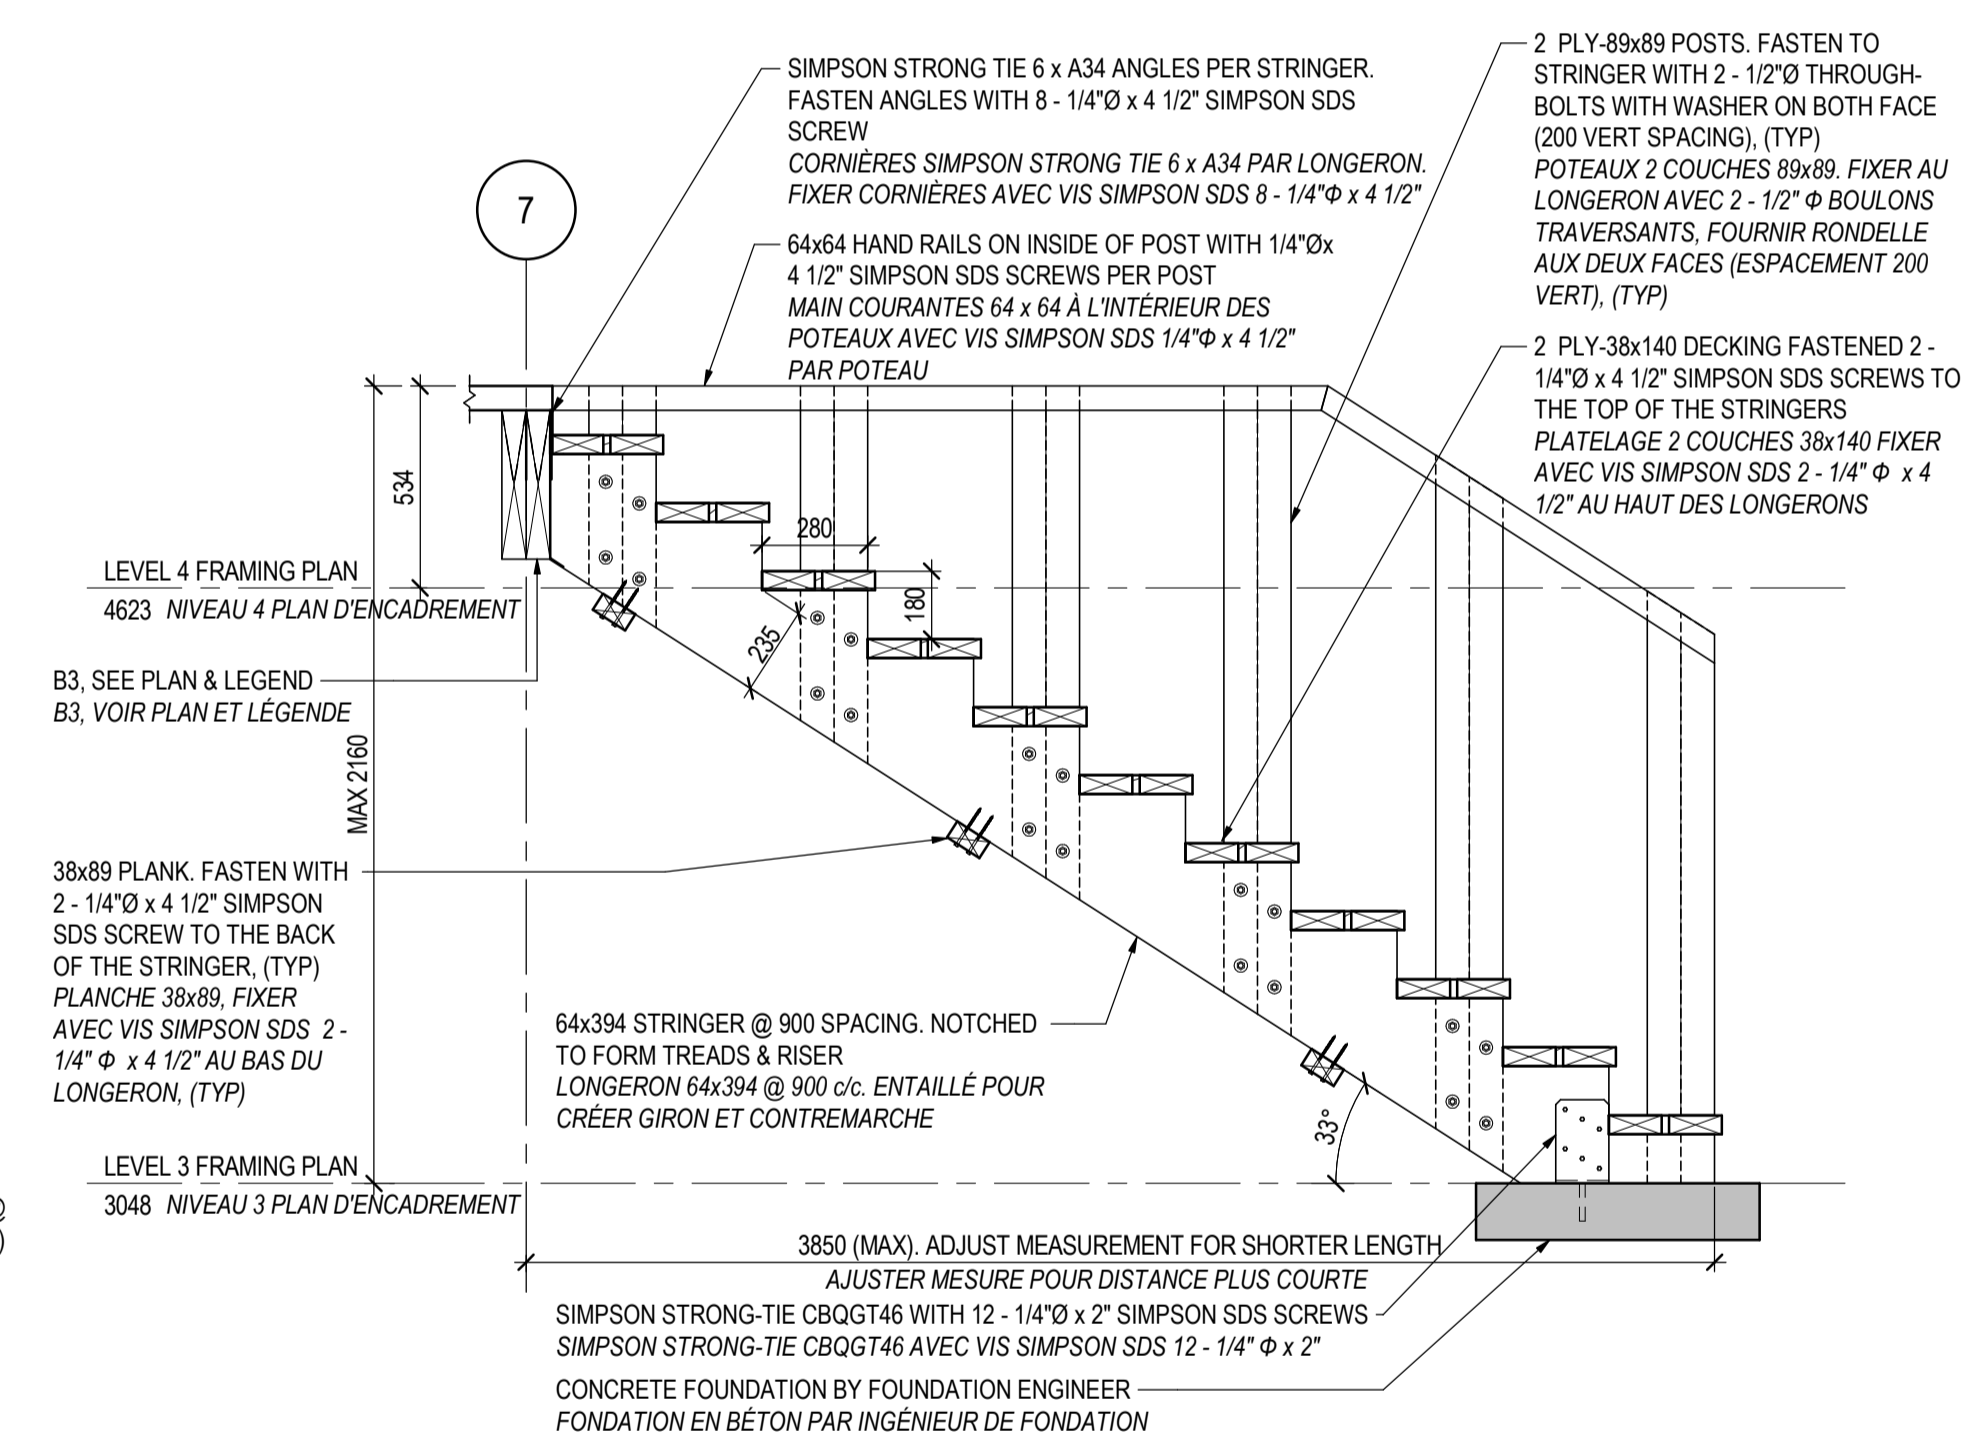 SIMPSON STRONG TIE 6 x A34 ANGLES PER STRINGER.
FASTEN ANGLES WITH 8 - 1/4"Ø x 4 1/2" SIMPSON SDS
SCREW
CORNIÈRES SIMPSON STRONG TIE 6 x A34 PAR LONGERON.
FIXER CORNIÈRES AVEC VIS SIMPSON SDS 8 - 1/4"Φ x 4 1/2"
64x64 HAND RAILS ON INSIDE OF POST WITH 1/4"Øx
4 1/2" SIMPSON SDS SCREWS PER POST
MAIN COURANTES 64 x 64 À L'INTÉRIEUR DES
POTEAUX AVEC VIS SIMPSON SDS 1/4"Φ x 4 1/2"
PAR POTEAU
2 PLY-89x89 POSTS. FASTEN TO
STRINGER WITH 2 - 1/2"Ø THROUGH-
BOLTS WITH WASHER ON BOTH FACE
(200 VERT SPACING), (TYP)
POTEAUX 2 COUCHES 89x89. FIXER AU
LONGERON AVEC 2 - 1/2" Φ BOULONS
TRAVERSANTS, FOURNIR RONDELLE
AUX DEUX FACES (ESPACEMENT 200
VERT), (TYP)
2 PLY-38x140 DECKING FASTENED 2 -
1/4"Ø x 4 1/2" SIMPSON SDS SCREWS TO
THE TOP OF THE STRINGERS
PLATELAGE 2 COUCHES 38x140 FIXER
AVEC VIS SIMPSON SDS 2 - 1/4" Φ x 4
1/2" AU HAUT DES LONGERONS
7
534
280
180
235
LEVEL 4 FRAMING PLAN
4623 NIVEAU 4 PLAN D'ENCADREMENT
B3, SEE PLAN & LEGEND
B3, VOIR PLAN ET LÉGENDE
MAX 2160
38x89 PLANK. FASTEN WITH
2 - 1/4"Ø x 4 1/2" SIMPSON
SDS SCREW TO THE BACK
OF THE STRINGER, (TYP)
PLANCHE 38x89, FIXER
AVEC VIS SIMPSON SDS 2 -
1/4" Φ x 4 1/2" AU BAS DU
LONGERON, (TYP)
64x394 STRINGER @ 900 SPACING. NOTCHED
TO FORM TREADS & RISER
LONGERON 64x394 @ 900 c/c. ENTAILLÉ POUR
CRÉER GIRON ET CONTREMARCHE
33°
LEVEL 3 FRAMING PLAN
3048 NIVEAU 3 PLAN D'ENCADREMENT
3850 (MAX). ADJUST MEASUREMENT FOR SHORTER LENGTH
AJUSTER MESURE POUR DISTANCE PLUS COURTE
SIMPSON STRONG-TIE CBQGT46 WITH 12 - 1/4"Ø x 2" SIMPSON SDS SCREWS
SIMPSON STRONG-TIE CBQGT46 AVEC VIS SIMPSON SDS 12 - 1/4" Φ x 2"
CONCRETE FOUNDATION BY FOUNDATION ENGINEER
FONDATION EN BÉTON PAR INGÉNIEUR DE FONDATION